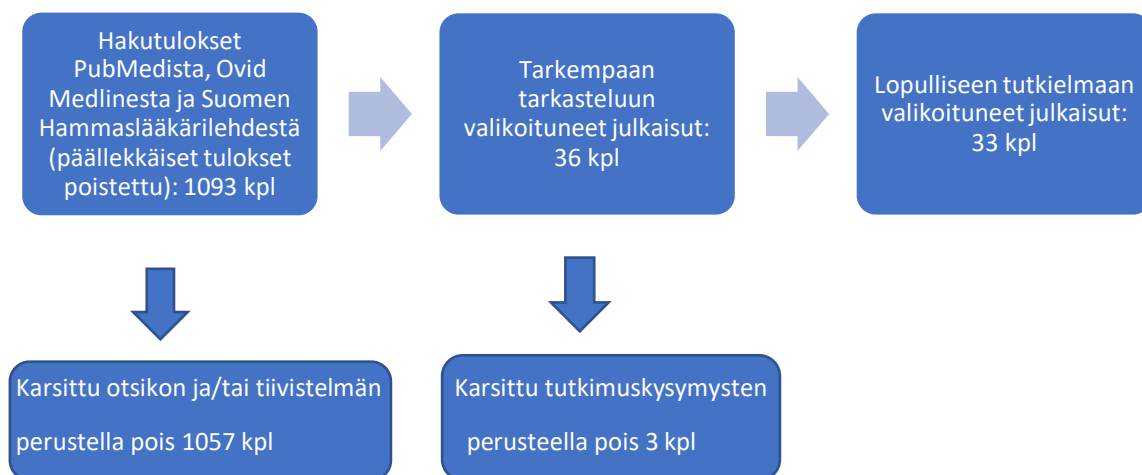 Hakutulokset
PubMedista, Ovid
Medlinesta ja Suomen
Hammaslääkärilehdestä
(päällekkäiset tulokset
poistettu): 1093 kpl
Tarkempaan
tarkasteluun
valikoituneet julkaisut:
36 kpl
Lopulliseen tutkielmaan
valikoituneet julkaisut:
33 kpl
Karsittu otsikon ja/tai tiivistelmän
perustella pois 1057 kpl
Karsittu tutkimuskysymysten
perusteella pois 3 kpl